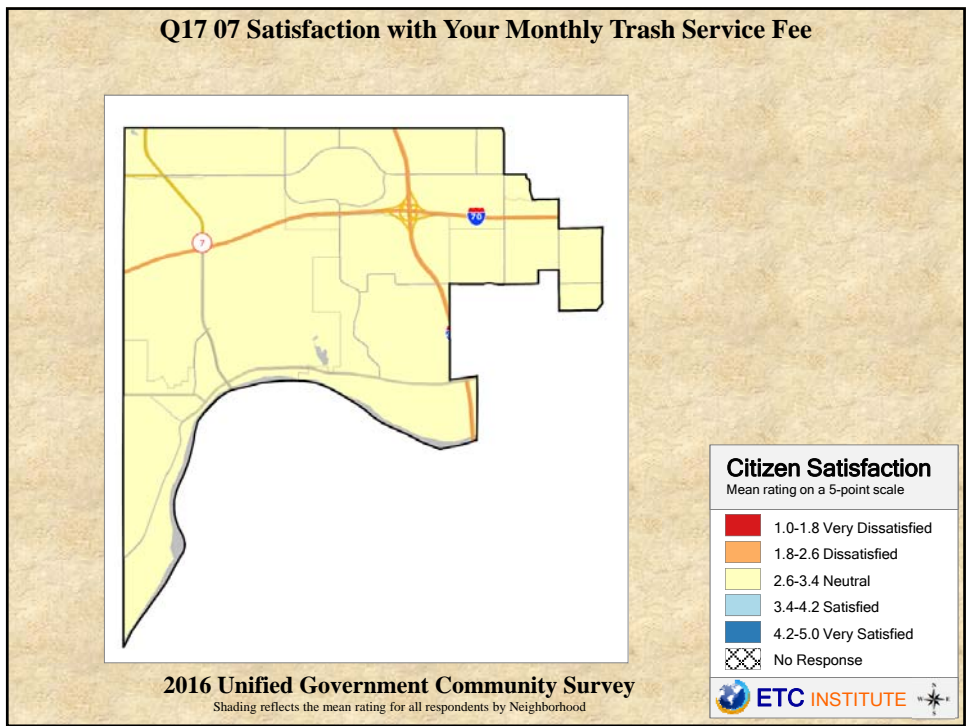 Q17 07 Satisfaction with Your Monthly Trash Service Fee
70
7
Citizen Satisfaction
Mean rating on a 5-point scale
1.0-1.8 Very Dissatisfied
1.8-2.6 Dissatisfied
2.6-3.4 Neutral
3.4-4.2 Satisfied
4.2-5.0 Very Satisfied
No Response
2016 Unified Government Community Survey
Shading reflects the mean rating for all respondents by Neighborhood
ETC INSTITUTE